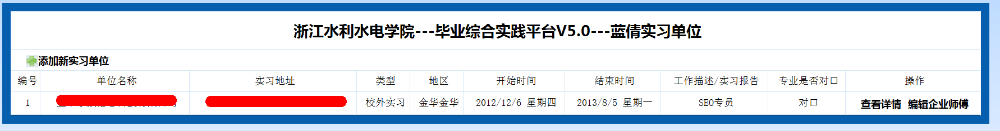 浙江水利水电学院---毕业综合实践平台V5.0---蓝倩实习单位
添加新实习单位
编号 单位名称 实习地址 类型 地区 开始时间 结束时间 工作描述/实习报告 专业是否对口 操作
1 校外实习 金华金华 2012/12/6 星期四 2013/8/5 星期一 SEO专员 对口 查看详情 编辑企业师傅